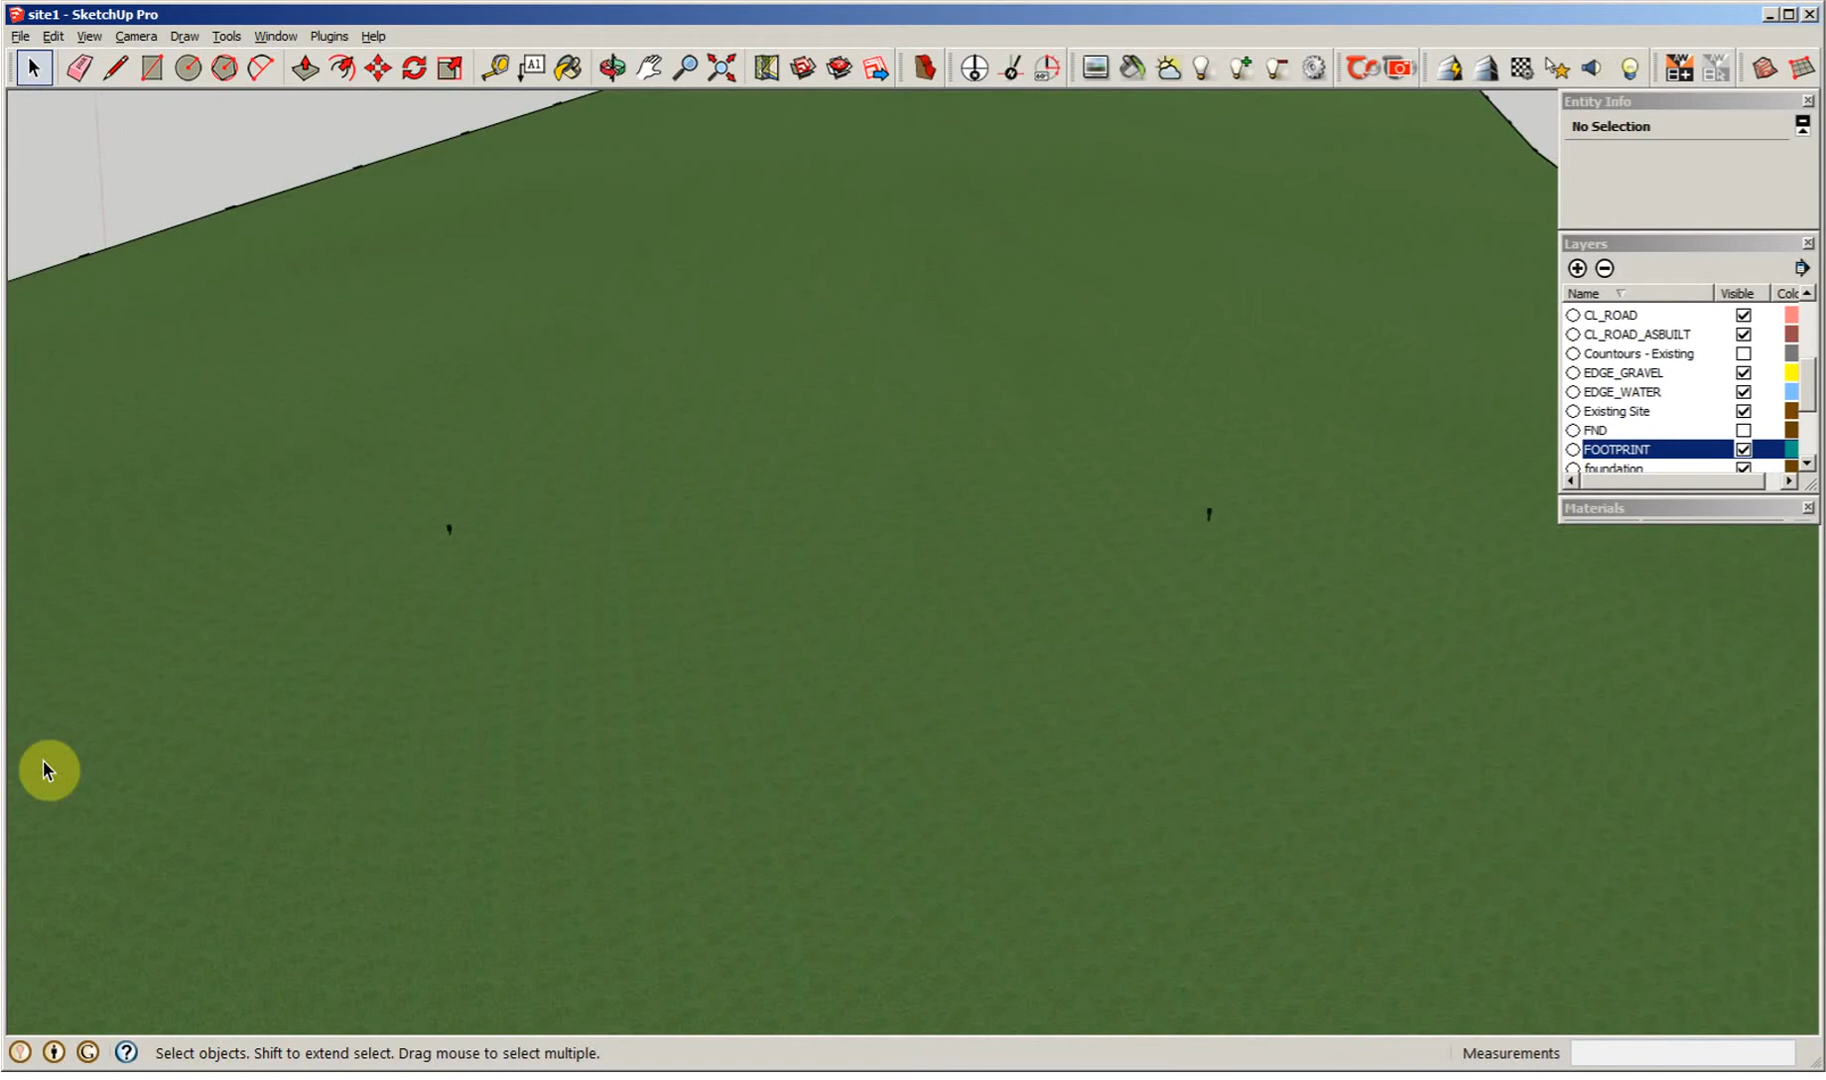 site1 - SketchUp Pro
File Edit View Camera Draw Tools Window Plugins Help
A1
Entity Info
No Selection
Layers
Name Visible
CL_ROAD
CL_ROAD_ASBUILT
Countours - Existing
EDGE_GRAVEL
EDGE_WATER
Existing Site
FND
FOOTPRINT
foundation
Materials
Select objects. Shift to extend select. Drag mouse to select multiple.
Measurements